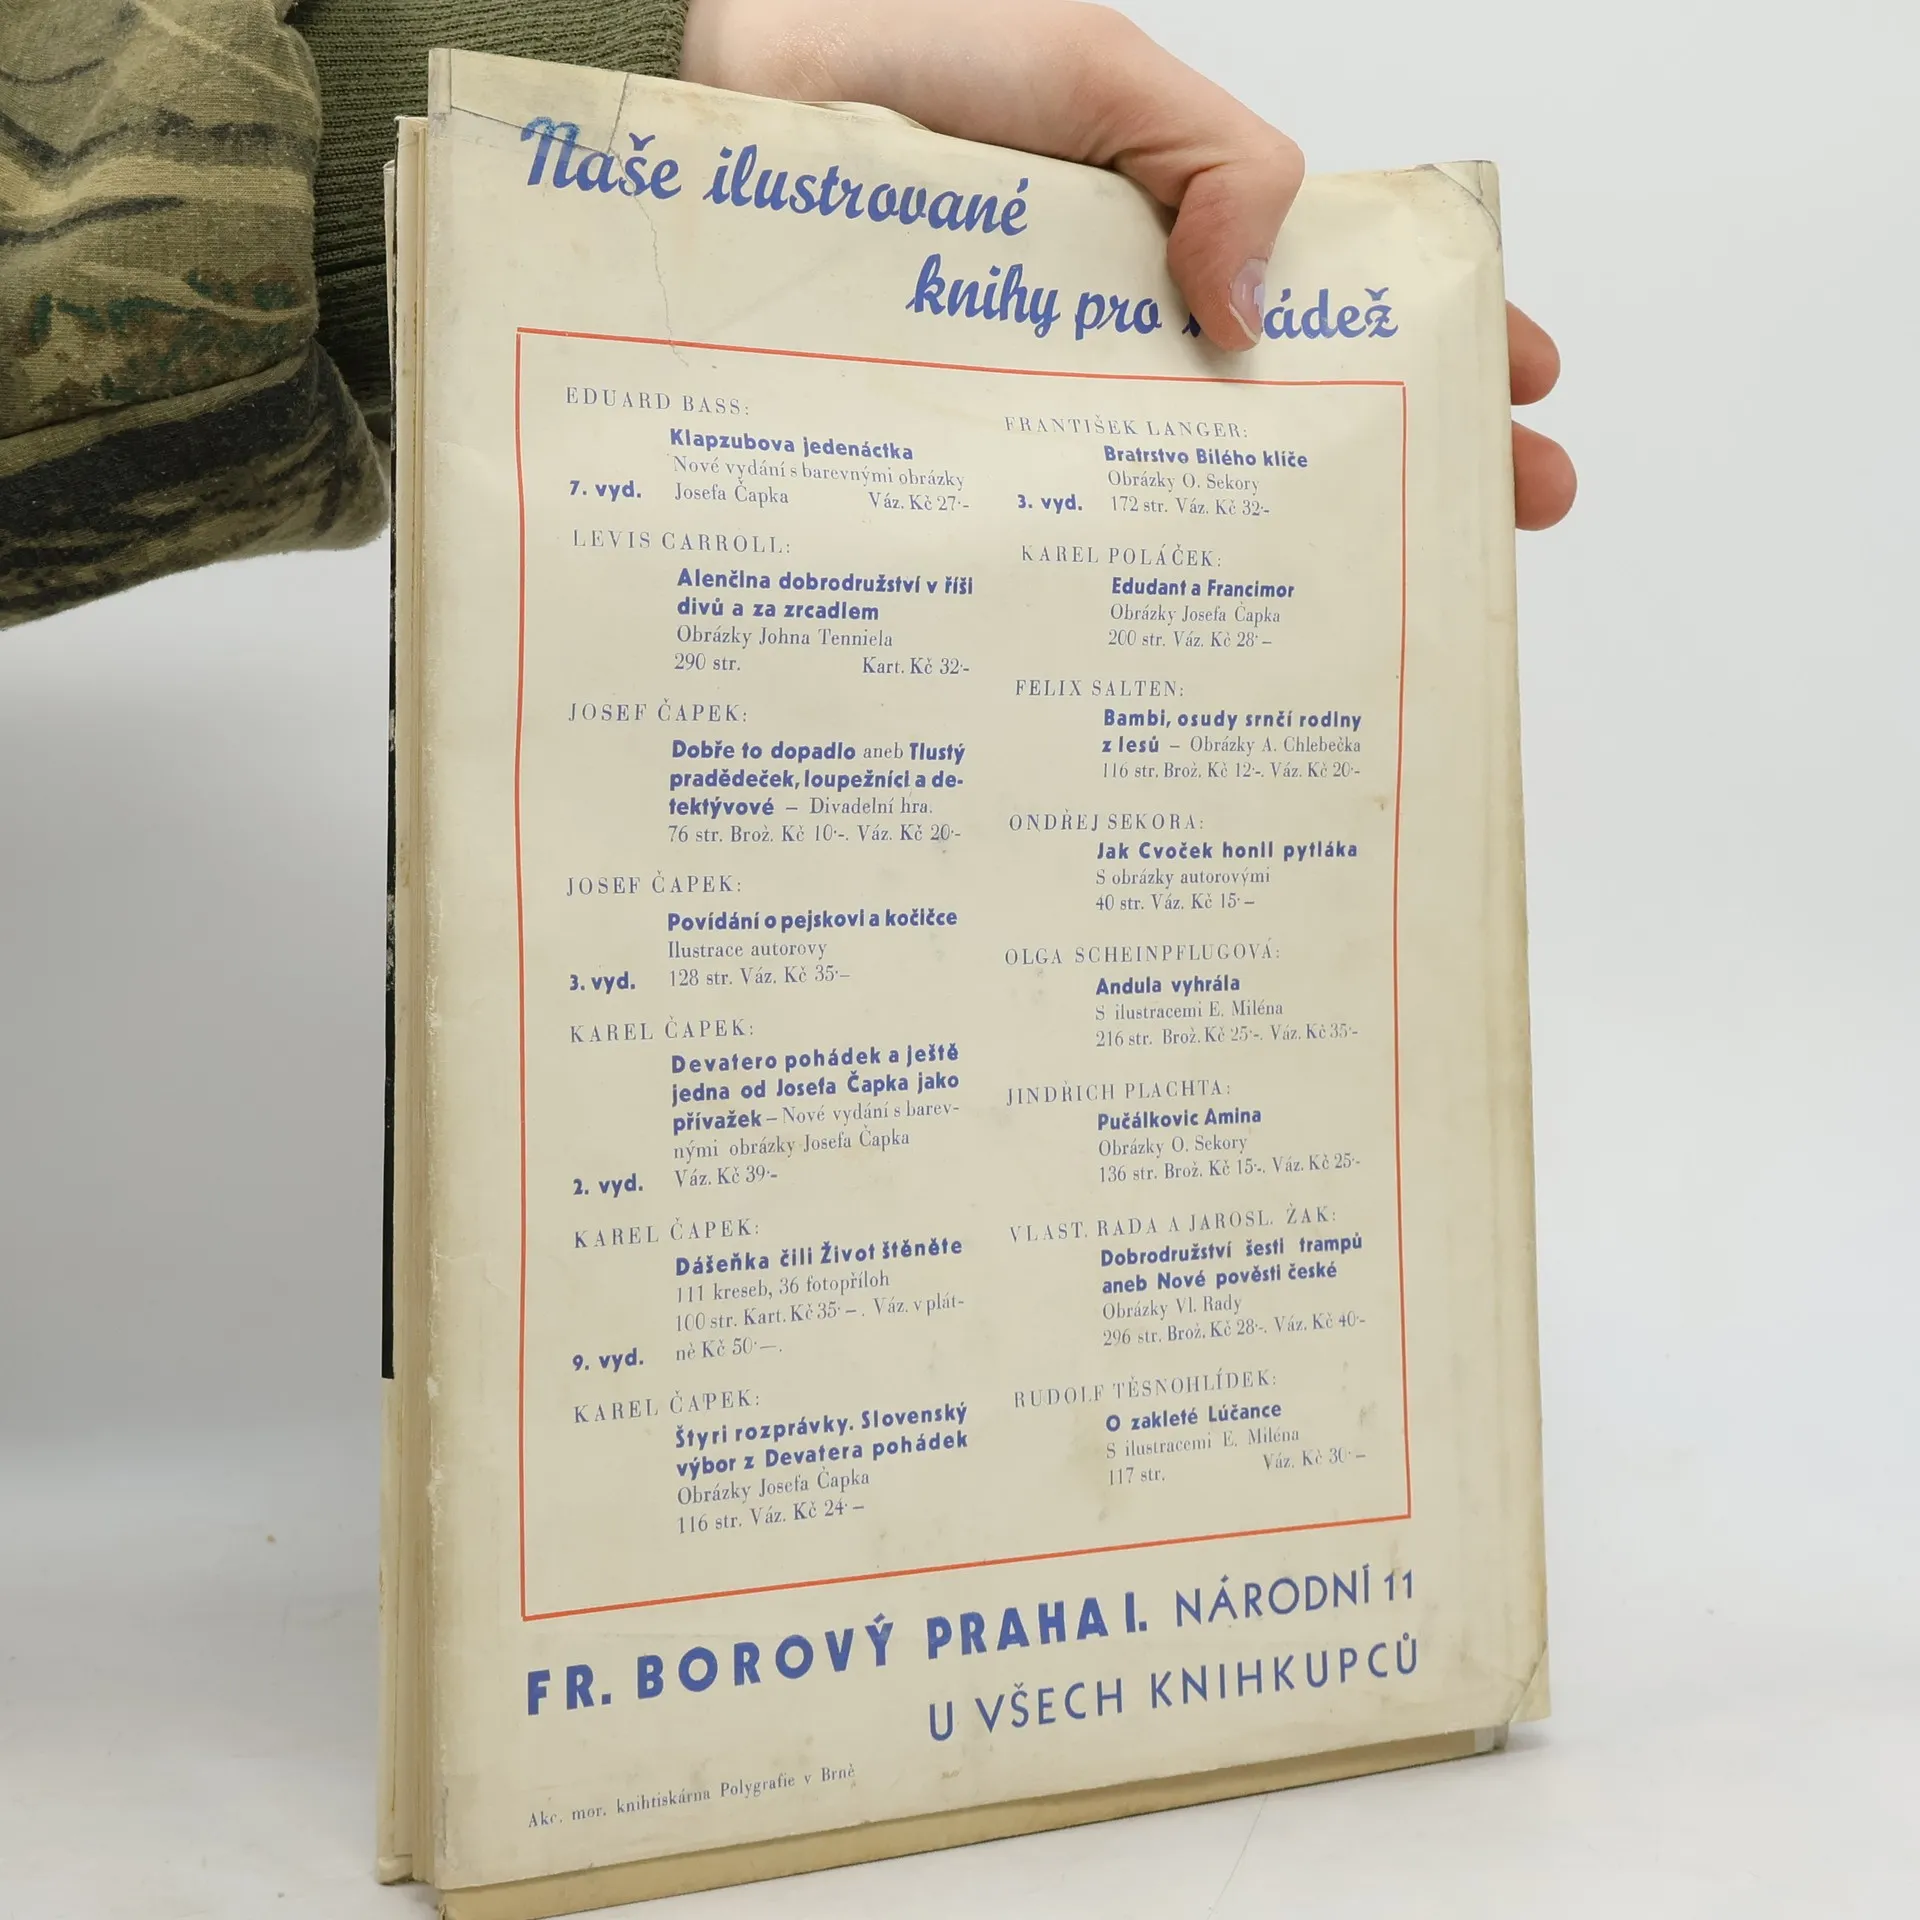 Naše ilustrované
knihy pro
EDUARD BASS:
Klapzubova jedenáctka
Nové vydání s barevnými obrázky
7. vyd. Josefa Čapka Váz. Kč 27·-
LEVIS CARROLL:
Alenčina dobrodružství v říši
divů a za zrcadlem
Obrázky Johna Tenniela
290 str. Kart. Kč 32·-
JOSEF ČAPEK:
Dobře to dopadlo aneb Tlustý
pradědeček, loupežníci a de-
tektývové – Divadelní hra.
76 str. Brož. Kč 10·-. Váz. Kč 20·-
JOSEF ČAPEK:
Povídání o pejskovi a kočičce
Ilustrace autorovy
3. vyd. 128 str. Váz. Kč 35·–
KAREL ČAPEK:
Devatero pohádek a ještě
jedna od Josefa Čapka jako
přívažek – Nové vydání s barev-
nými obrázky Josefa Čapka
2. vyd. Váz. Kč 39·-
KAREL ČAPEK:
Dášeňka čili Život štěněte
111 kreseb, 36 fotopříloh
100 str. Kart. Kč 35·–. Váz. v plát-
9. vyd. ně Kč 50·—.
KAREL ČAPEK:
Štyri rozprávky. Slovenský
výbor z Devatera pohádek
Obrázky Josefa Čapka
116 str. Váz. Kč 24·–
FRANTIŠEK LANGER:
Bratrstvo Bílého klíče
Obrázky O. Sekory
3. vyd. 172 str. Váz. Kč 32·-
KAREL POLÁČEK:
Edudant a Francimor
Obrázky Josefa Čapka
200 str. Váz. Kč 28·–
FELIX SALTEN:
Bambi, osudy srnčí rodiny
z lesů – Obrázky A. Chlebečka
116 str. Brož. Kč 12·-. Váz. Kč 20·-
ONDŘEJ SEKORA:
Jak Cvoček honil pytláka
S obrázky autorovými
40 str. Váz. Kč 15·–
OLGA SCHEINPFLUGOVÁ:
Andula vyhrála
S ilustracemi E. Miléna
216 str. Brož. Kč 25·-. Váz. Kč 35·-
JINDŘICH PLACHTA:
Pučálkovic Amina
Obrázky O. Sekory
136 str. Brož. Kč 15·-. Váz. Kč 25·-
VLAST. RADA A JAROSL. ŽAK:
Dobrodružství šesti trampů
aneb Nové pověsti české
Obrázky Vl. Rady
296 str. Brož. Kč 28·-. Váz. Kč 40·-
RUDOLF TĚSNOHLÍDEK:
O zakleté Lúčance
S ilustracemi E. Miléna
117 str. Váz. Kč 30·–
FR. BOROVÝ PRAHA I. NÁRODNÍ 11
U VŠECH KNIHKUPCŮ
Akc. mor. knihtiskárna Polygrafie v Brně